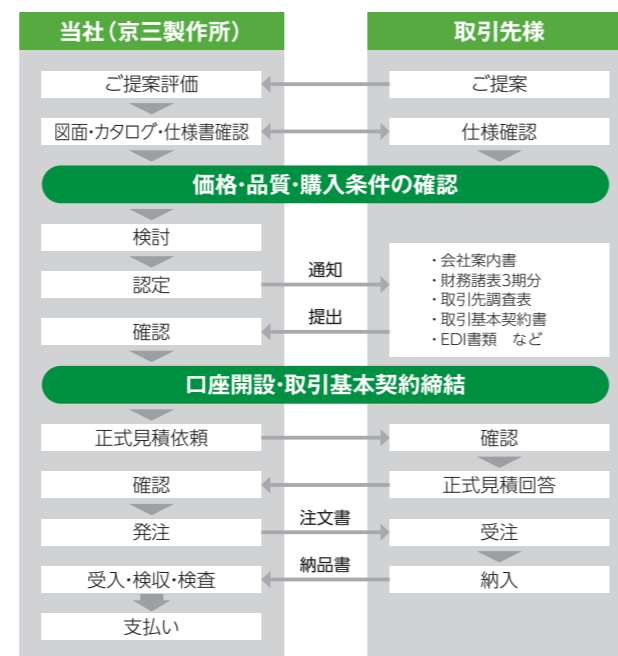 当社（京三製作所）
取引先様
ご提案評価
ご提案
図面・カタログ・仕様書確認
仕様確認
価格・品質・購入条件の確認
検討
認定
通知
・会社案内書
・財務諸表3期分
・取引先調査表
・取引基本契約書
・EDI書類　など
提出
確認
口座開設・取引基本契約締結
正式見積依頼
確認
確認
正式見積回答
発注
注文書
受注
受入・検収・検査
納品書
納入
支払い